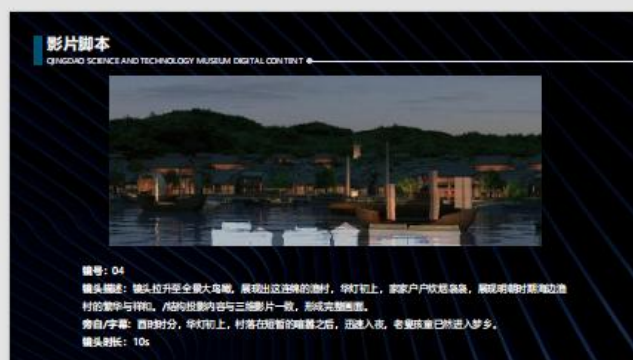 影片脚本
QINGDAO SCIENCE AND TECHNOLOGY MUSEUM DIGITAL CONTENT
编号：04
镜头描述：镜头拉升至全景大鸟瞰，展现出这连绵的渔村，华灯初上，家家户户炊烟袅袅，展现明朝时期海边渔
村的繁华与祥和。/结构投影内容与三维影片一致，形成完整画面。
旁白/字幕：酉时时分，华灯初上，村落在短暂的喧嚣之后，迅速入夜，老叟孩童已然进入梦乡。
镜头时长：10s